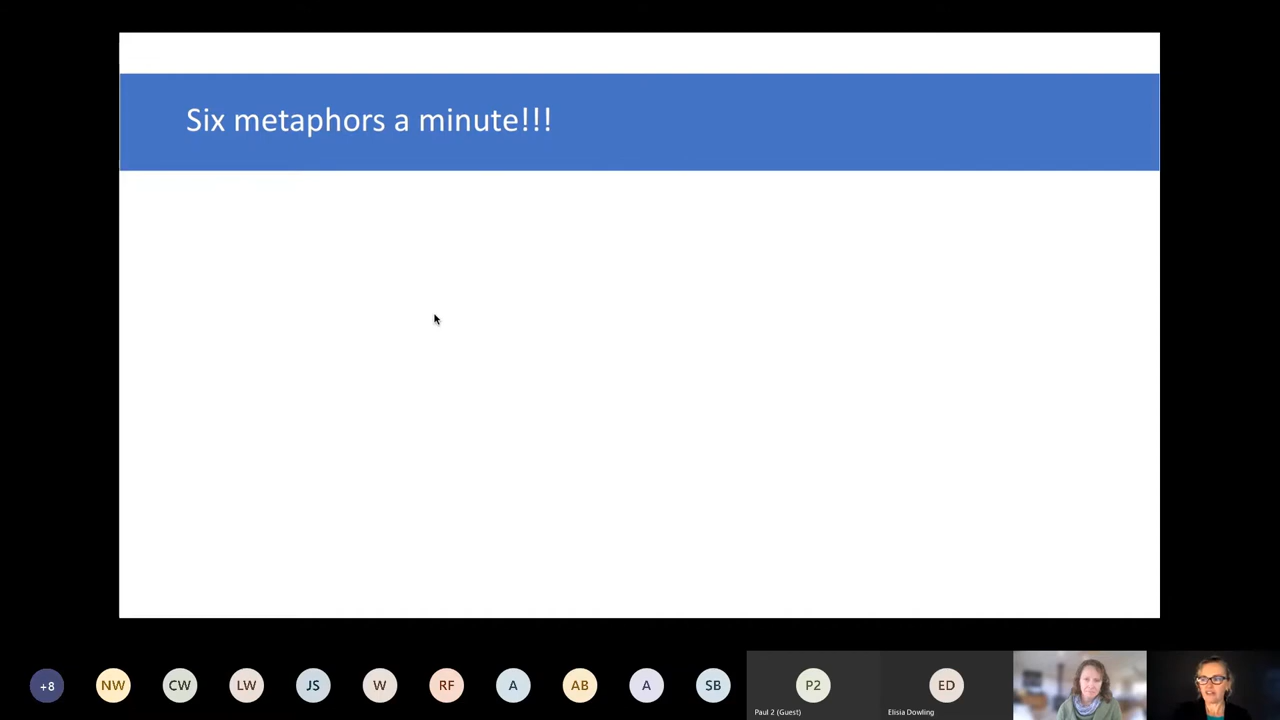 Six metaphors a minute!!!
+8
NW
CW
LW
JS
W
RF
A
AB
A
SB
P2
ED
Paul 2 (Guest)
Elisia Dowling